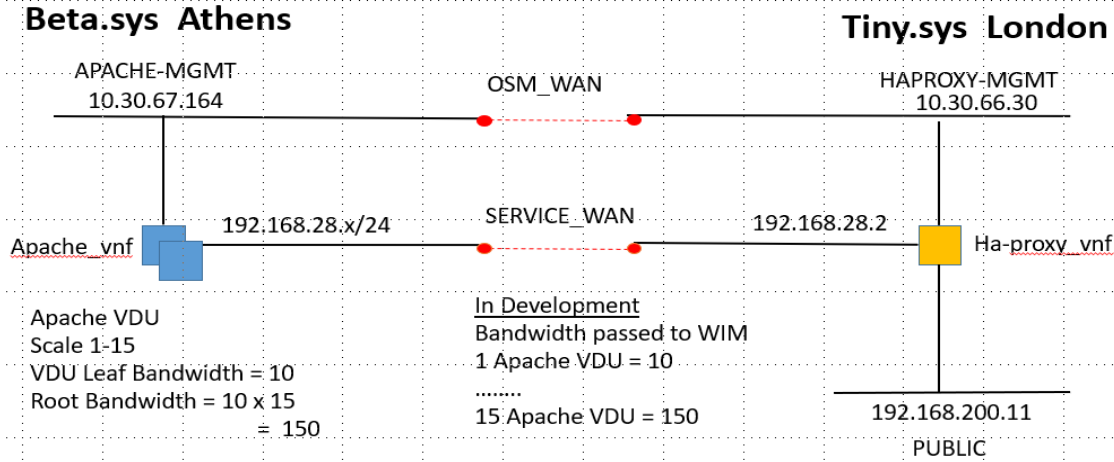 Beta.sys Athens
Tiny.sys London
APACHE-MGMT
10.30.67.164
OSM_WAN
HAPROXY-MGMT
10.30.66.30
192.168.28.x/24
SERVICE_WAN
192.168.28.2
Apache_vnf
Ha-proxy_vnf
Apache VDU
Scale 1-15
VDU Leaf Bandwidth = 10
Root Bandwidth = 10 x 15
= 150
In Development
Bandwidth passed to WIM
1 Apache VDU = 10
........
15 Apache VDU = 150
192.168.200.11
PUBLIC